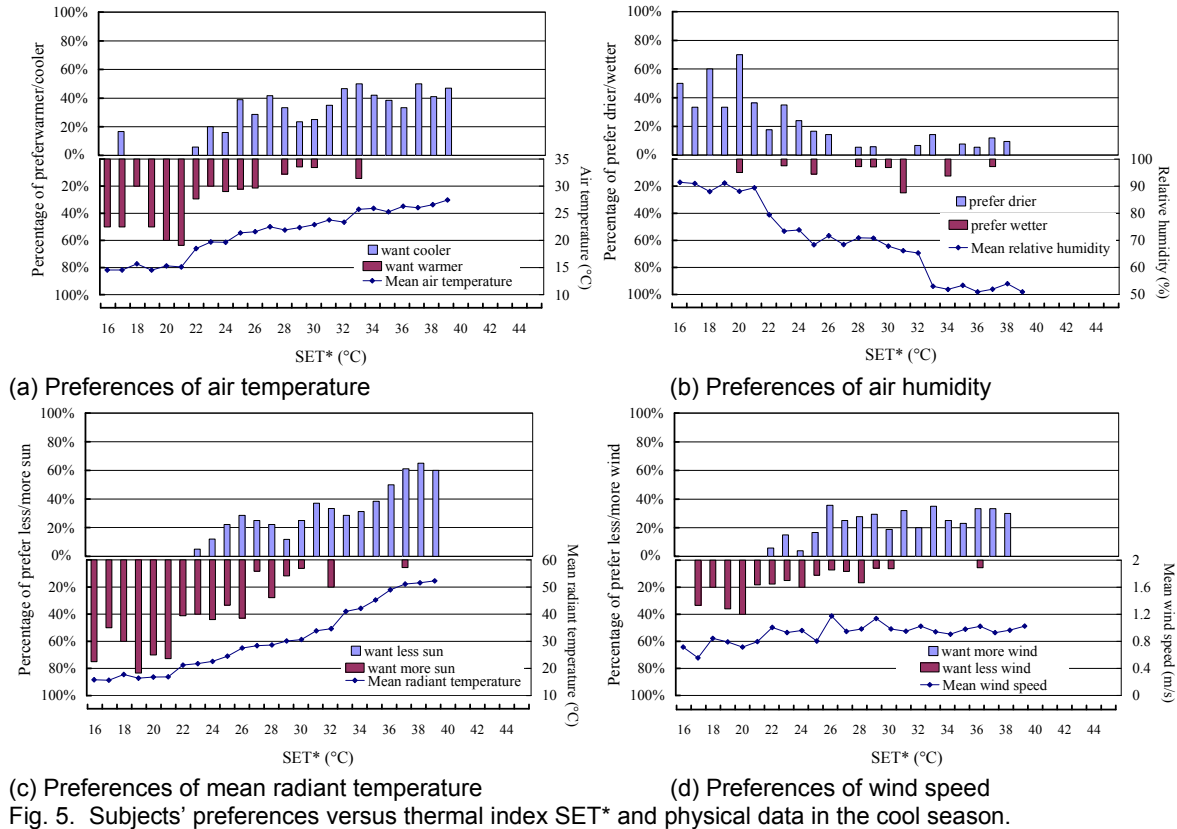 100%
80%
60%
40%
20%
0%
20%
40%
60%
80%
100%
Percentage of preferwarmer/cooler
35
30
25
20
15
10
Air temperature (°C)
want cooler
want warmer
Mean air temperature
16 18 20 22 24 26 28 30 32 34 36 38 40 42 44
SET* (°C)
(a) Preferences of air temperature
100%
80%
60%
40%
20%
0%
20%
40%
60%
80%
100%
Percentage of prefer drier/wetter
100
90
80
70
60
50
Relative humidity (%)
prefer drier
prefer wetter
Mean relative humidity
16 18 20 22 24 26 28 30 32 34 36 38 40 42 44
SET* (°C)
(b) Preferences of air humidity
100%
80%
60%
40%
20%
0%
20%
40%
60%
80%
100%
Percentage of prefer less/more sun
60
50
40
30
20
10
Mean radiant temperature (°C)
want less sun
want more sun
Mean radiant temperature
16 18 20 22 24 26 28 30 32 34 36 38 40 42 44
SET* (°C)
(c) Preferences of mean radiant temperature
100%
80%
60%
40%
20%
0%
20%
40%
60%
80%
100%
Percentage of prefer less/more wind
2
1.6
1.2
0.8
0.4
0
Mean wind speed (m/s)
want more wind
want less wind
Mean wind speed
16 18 20 22 24 26 28 30 32 34 36 38 40 42 44
SET* (°C)
(d) Preferences of wind speed
Fig. 5. Subjects' preferences versus thermal index SET* and physical data in the cool season.